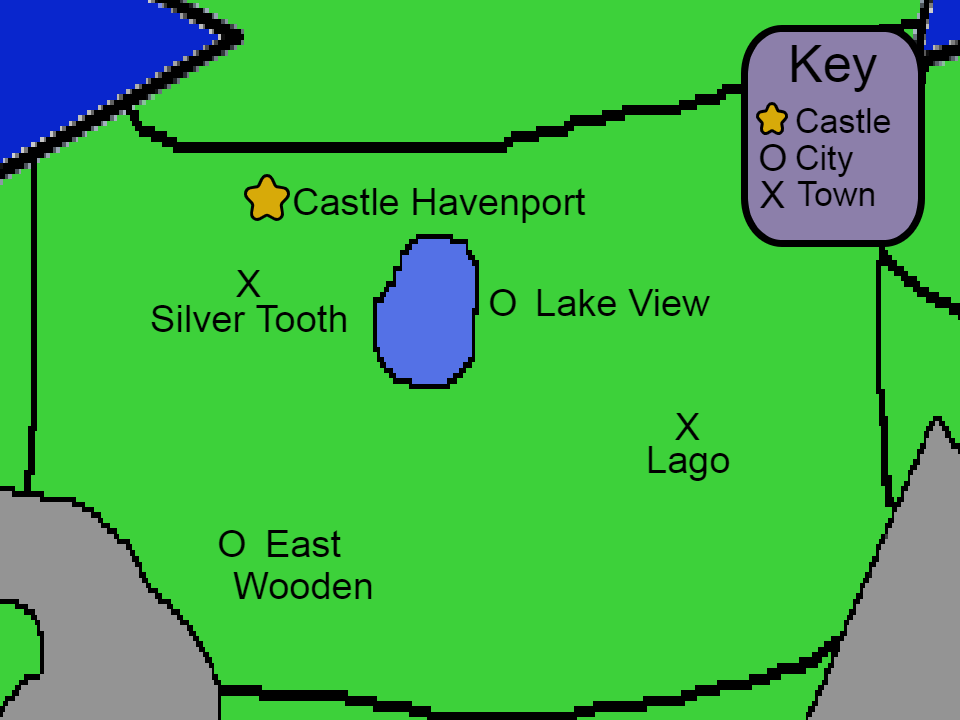 Key
Castle
O City
X Town
Castle Havenport
X
Silver Tooth
O Lake View
X
Lago
O East
Wooden